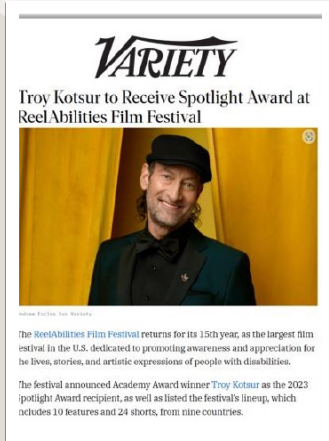 VARIETY
Troy Kotsur to Receive Spotlight Award at
ReelAbilities Film Festival
The ReelAbilities Film Festival returns for its 15th year, as the largest film
festival in the U.S. dedicated to promoting awareness and appreciation for
the lives, stories, and artistic expressions of people with disabilities.
The festival announced Academy Award winner Troy Kotsur as the 2023
Spotlight Award recipient, as well as listed the festival's lineup, which
includes 10 features and 24 shorts, from nine countries.